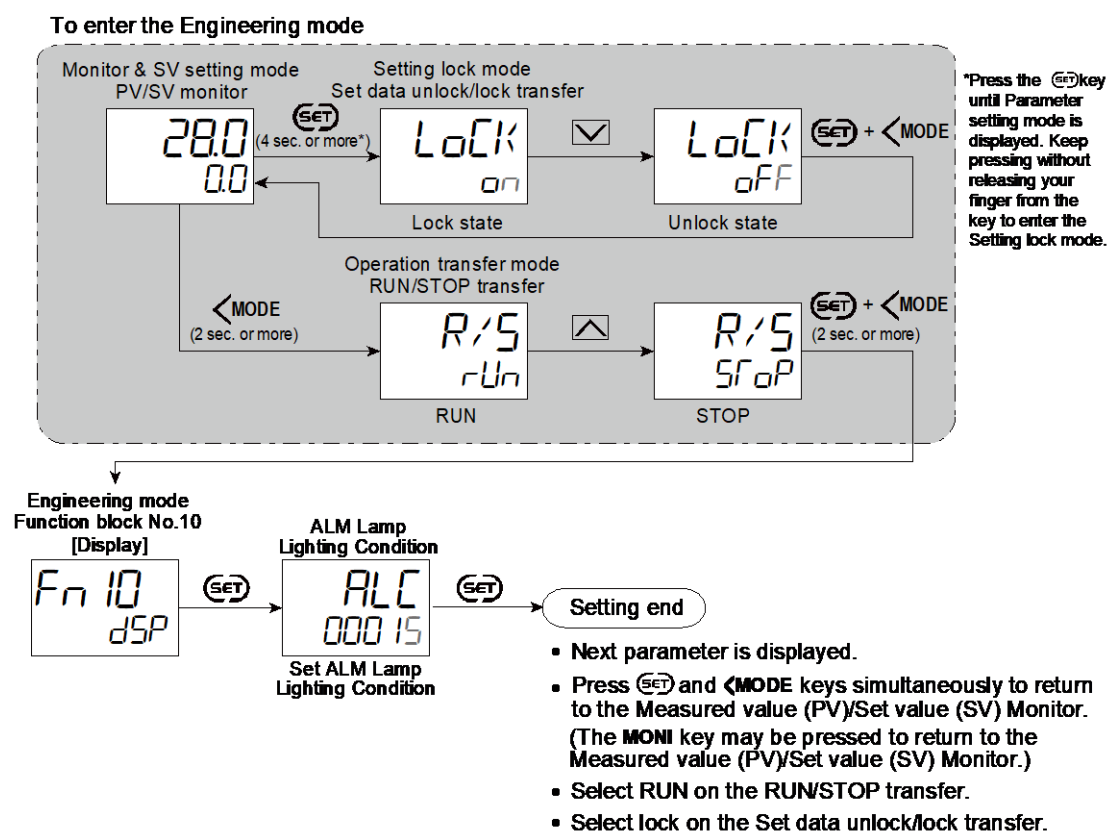 To enter the Engineering mode
Monitor & SV setting mode
PV/SV monitor
28.0
0.0
SET
(4 sec. or more*)
Setting lock mode
Set data unlock/lock transfer
LoCK
on
Lock state
LoCK
oFF
Unlock state
SET + <MODE
*Press the SET key
until Parameter
setting mode is
displayed. Keep
pressing without
releasing your
finger from the
key to enter the
Setting lock mode.
<MODE
(2 sec. or more)
Operation transfer mode
RUN/STOP transfer
R/S
rUn
RUN
R/S
SToP
STOP
SET + <MODE
(2 sec. or more)
Engineering mode
Function block No.10
[Display]
Fn 10
dSP
SET
ALM Lamp
Lighting Condition
ALC
00015
Set ALM Lamp
Lighting Condition
SET
Setting end
▪ Next parameter is displayed.
▪ Press SET and <MODE keys simultaneously to return
to the Measured value (PV)/Set value (SV) Monitor.
(The MONI key may be pressed to return to the
Measured value (PV)/Set value (SV) Monitor.)
▪ Select RUN on the RUN/STOP transfer.
▪ Select lock on the Set data unlock/lock transfer.